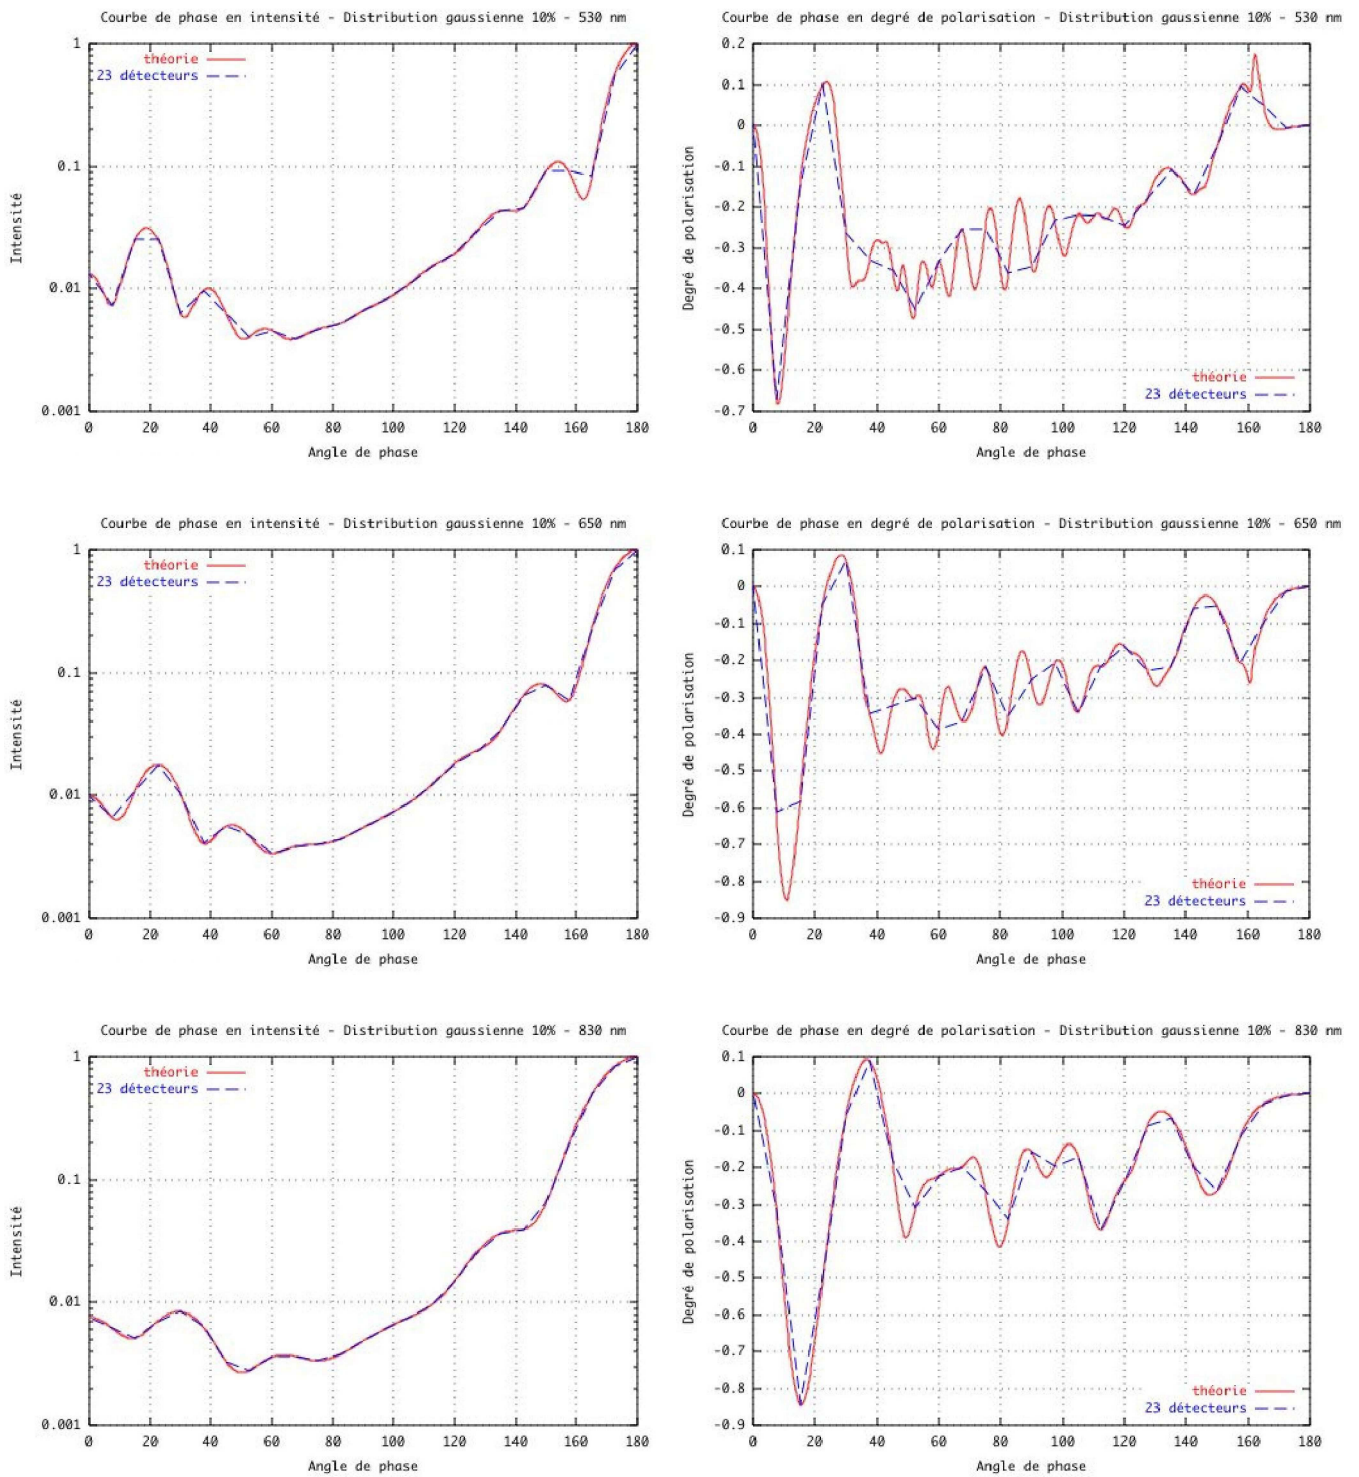 Courbe de phase en intensité - Distribution gaussienne 10% - 530 nm
1
0.1
0.01
0.001
Intensité
théorie
23 détecteurs
0 20 40 60 80 100 120 140 160 180
Angle de phase
Courbe de phase en degré de polarisation - Distribution gaussienne 10% - 530 nm
0.2
0.1
0
-0.1
-0.2
-0.3
-0.4
-0.5
-0.6
-0.7
Degré de polarisation
théorie
23 détecteurs
0 20 40 60 80 100 120 140 160 180
Angle de phase
Courbe de phase en intensité - Distribution gaussienne 10% - 650 nm
1
0.1
0.01
0.001
Intensité
théorie
23 détecteurs
0 20 40 60 80 100 120 140 160 180
Angle de phase
Courbe de phase en degré de polarisation - Distribution gaussienne 10% - 650 nm
0.1
0
-0.1
-0.2
-0.3
-0.4
-0.5
-0.6
-0.7
-0.8
-0.9
Degré de polarisation
théorie
23 détecteurs
0 20 40 60 80 100 120 140 160 180
Angle de phase
Courbe de phase en intensité - Distribution gaussienne 10% - 830 nm
1
0.1
0.01
0.001
Intensité
théorie
23 détecteurs
0 20 40 60 80 100 120 140 160 180
Angle de phase
Courbe de phase en degré de polarisation - Distribution gaussienne 10% - 830 nm
0.1
0
-0.1
-0.2
-0.3
-0.4
-0.5
-0.6
-0.7
-0.8
-0.9
Degré de polarisation
théorie
23 détecteurs
0 20 40 60 80 100 120 140 160 180
Angle de phase